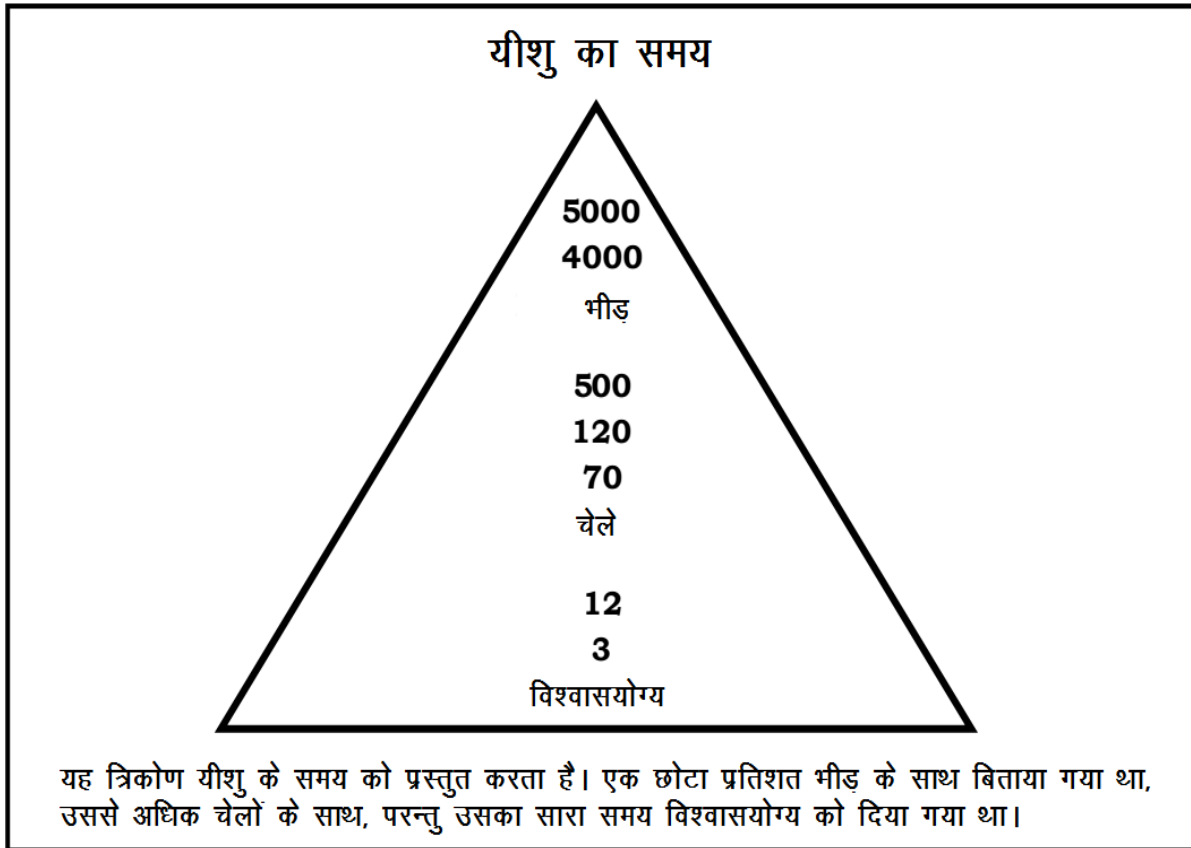 यीशु का समय
5000
4000
भीड़
500
120
70
चेले
12
3
विश्वासयोग्य
यह त्रिकोण यीशु के समय को प्रस्तुत करता है। एक छोटा प्रतिशत भीड़ के साथ बिताया गया था,
उससे अधिक चेलों के साथ, परन्तु उसका सारा समय विश्वासयोग्य को दिया गया था।